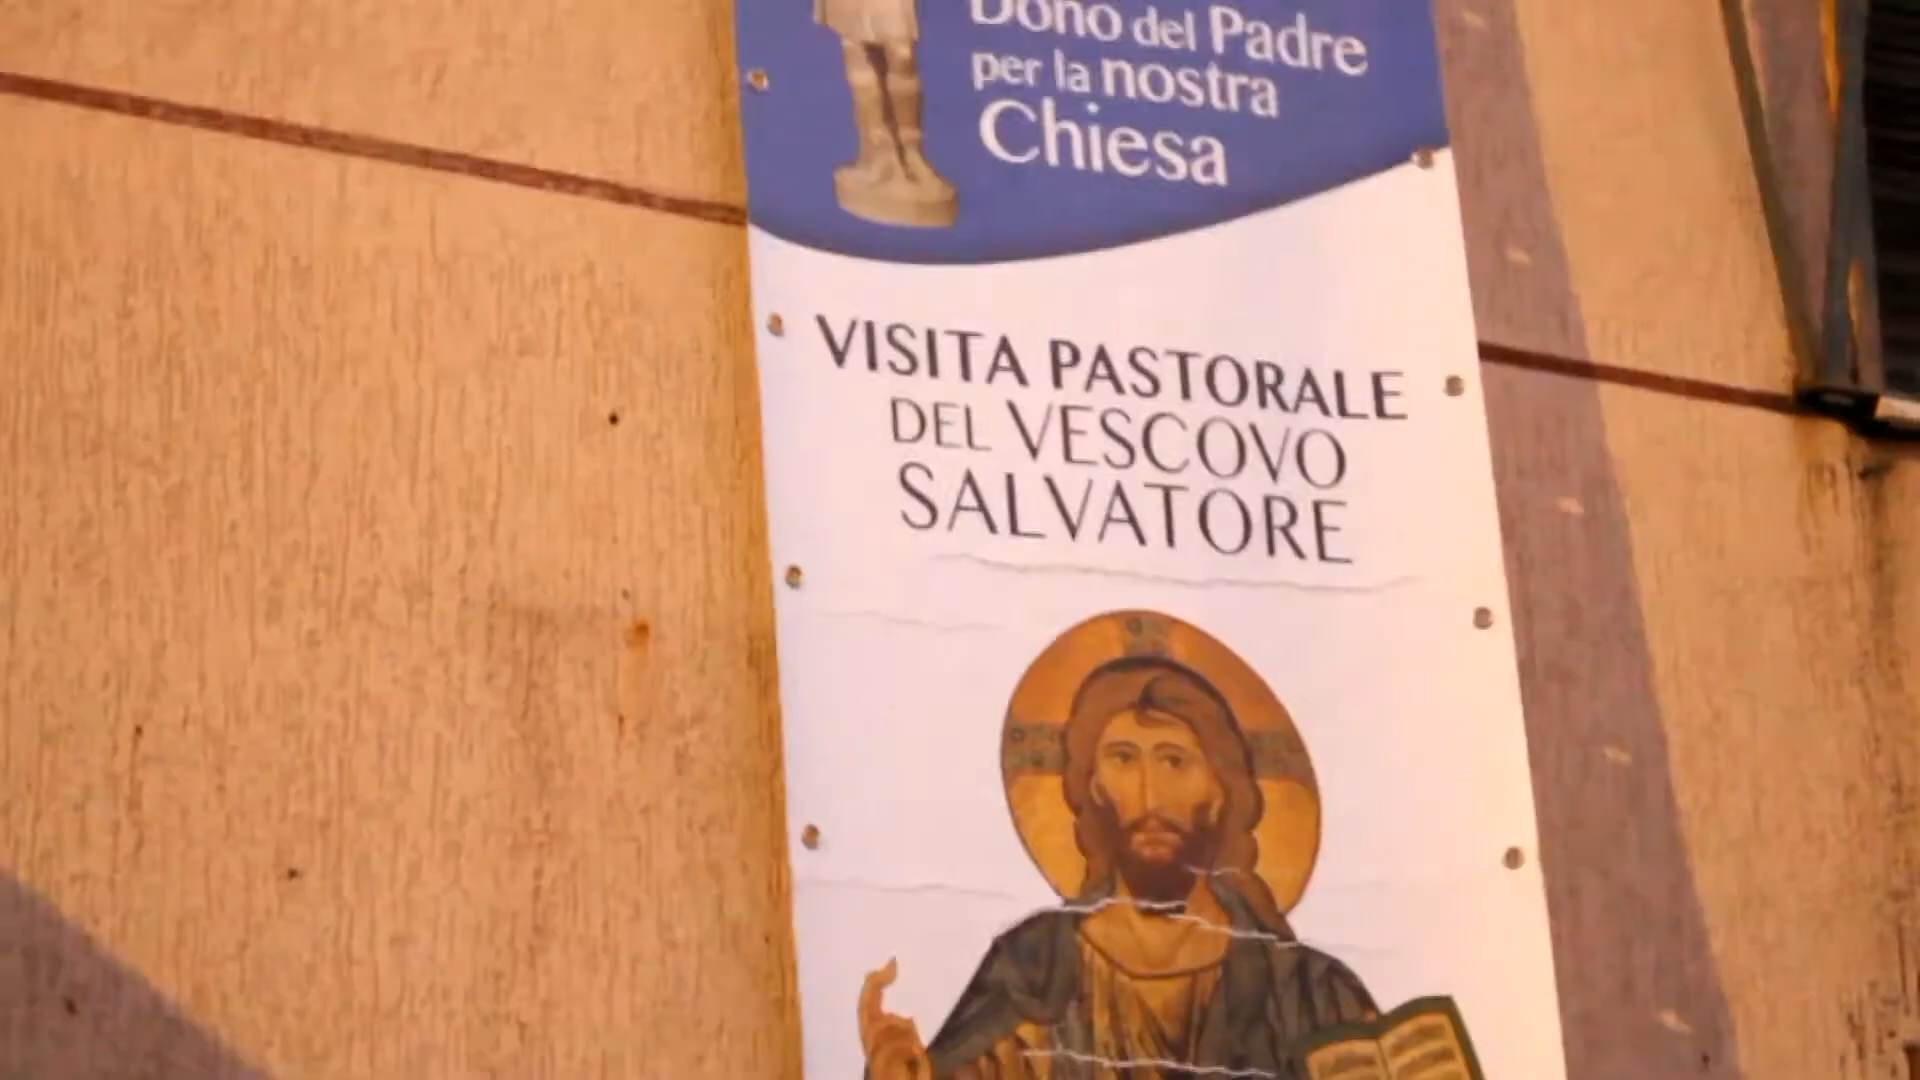 Dono del Padre
per la nostra
Chiesa
VISITA PASTORALE
DEL VESCOVO
SALVATORE